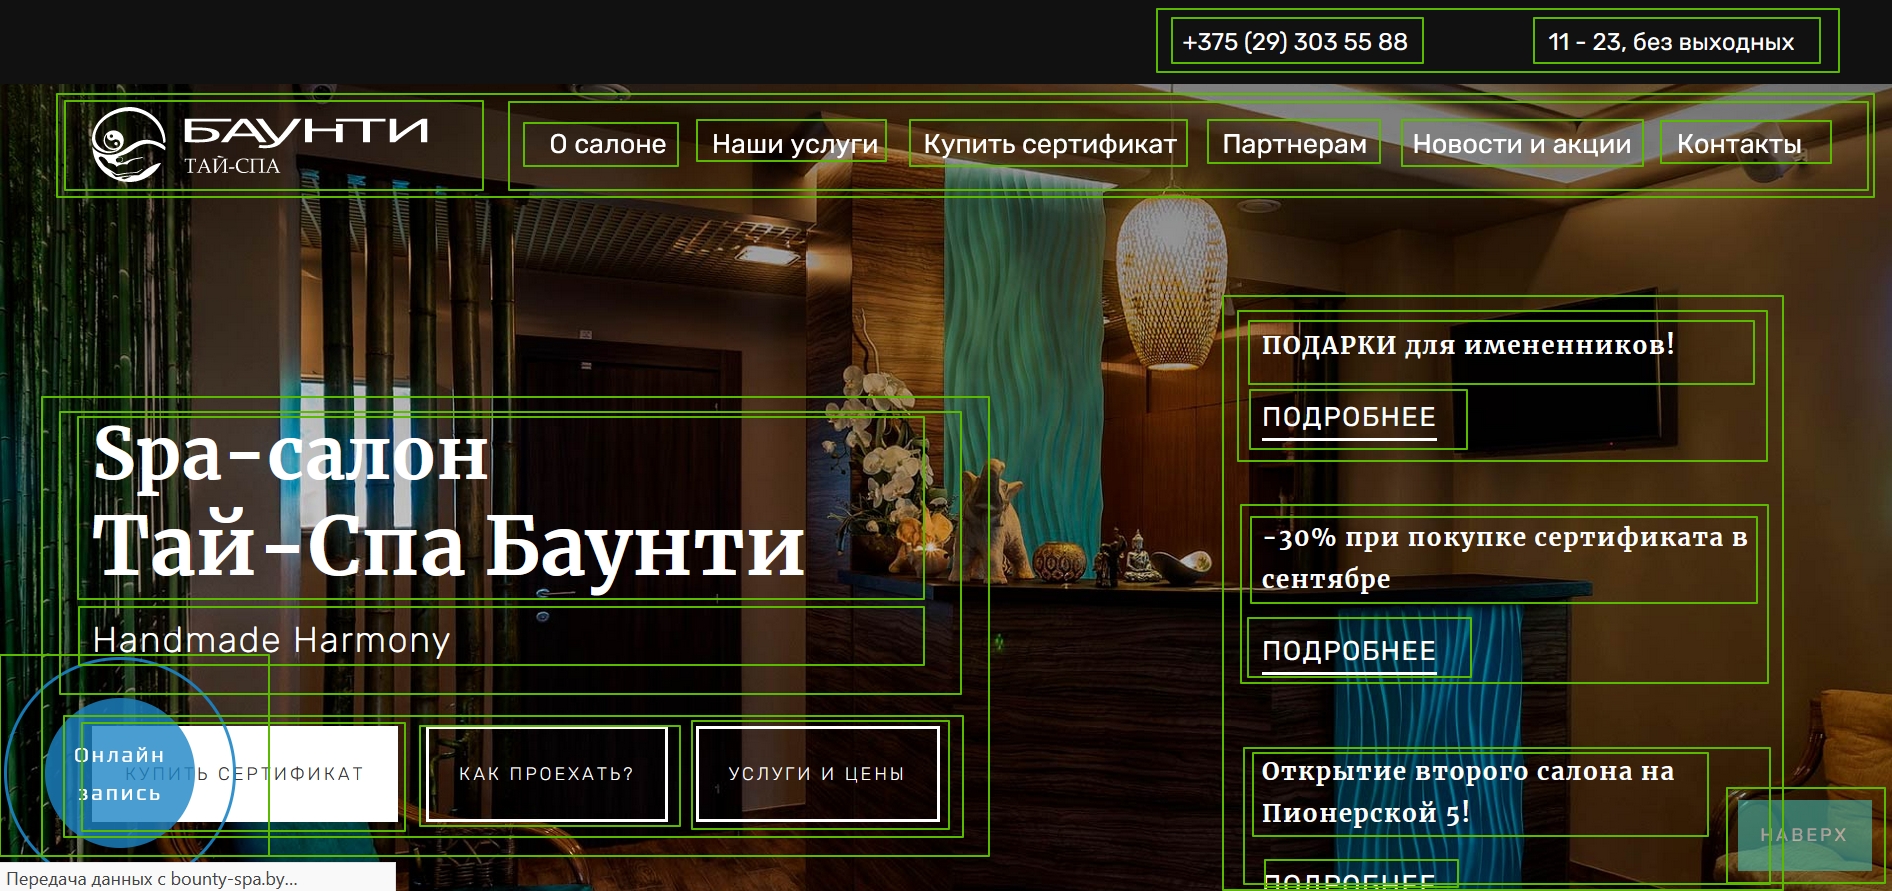 +375 (29) 303 55 88
11 - 23, без выходных
БАУНТИ
ТАЙ-СПА
О салоне
Наши услуги
Купить сертификат
Партнерам
Новости и акции
Контакты
Spa-салон
Тай-Спа Баунти
Handmade Harmony
Онлайн
запись
КУПИТЬ СЕРТИФИКАТ
КАК ПРОЕХАТЬ?
УСЛУГИ И ЦЕНЫ
ПОДАРКИ для имененников!
ПОДРОБНЕЕ
-30% при покупке сертификата в
сентябре
ПОДРОБНЕЕ
Открытие второго салона на
Пионерской 5!
ПОДРОБНЕЕ
НАВЕРХ
Передача данных с bounty-spa.by...